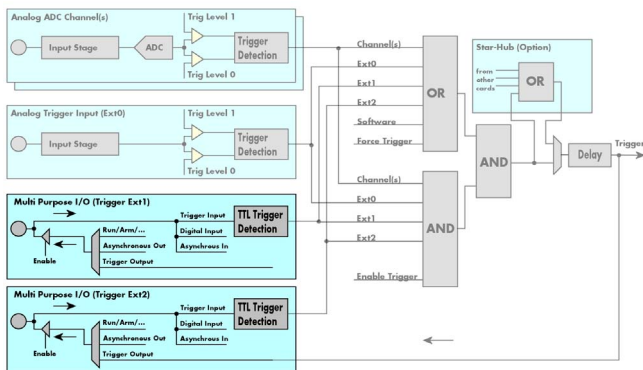 Analog ADC Channel(s)
Trig Level 1
Input Stage
ADC
Trigger
Detection
Trig Level 0
Analog Trigger Input (Ext0)
Trig Level 1
Input Stage
Trigger
Detection
Trig Level 0
Multi Purpose I/O (Trigger Ext1)
Trigger Input
TTL Trigger
Detection
Run/Arm/...
Digital Input
Asynchronous Out
Asynchrous In
Enable
Trigger Output
Multi Purpose I/O (Trigger Ext2)
Trigger Input
TTL Trigger
Detection
Run/Arm/...
Digital Input
Asynchronous Out
Asynchrous In
Enable
Trigger Output
Channel(s)
Ext0
Ext1
Ext2
Software
Force Trigger
OR
Channel(s)
Ext0
Ext1
Ext2
Enable Trigger
AND
AND
Star-Hub (Option)
from
other
cards
OR
Delay
Trigger